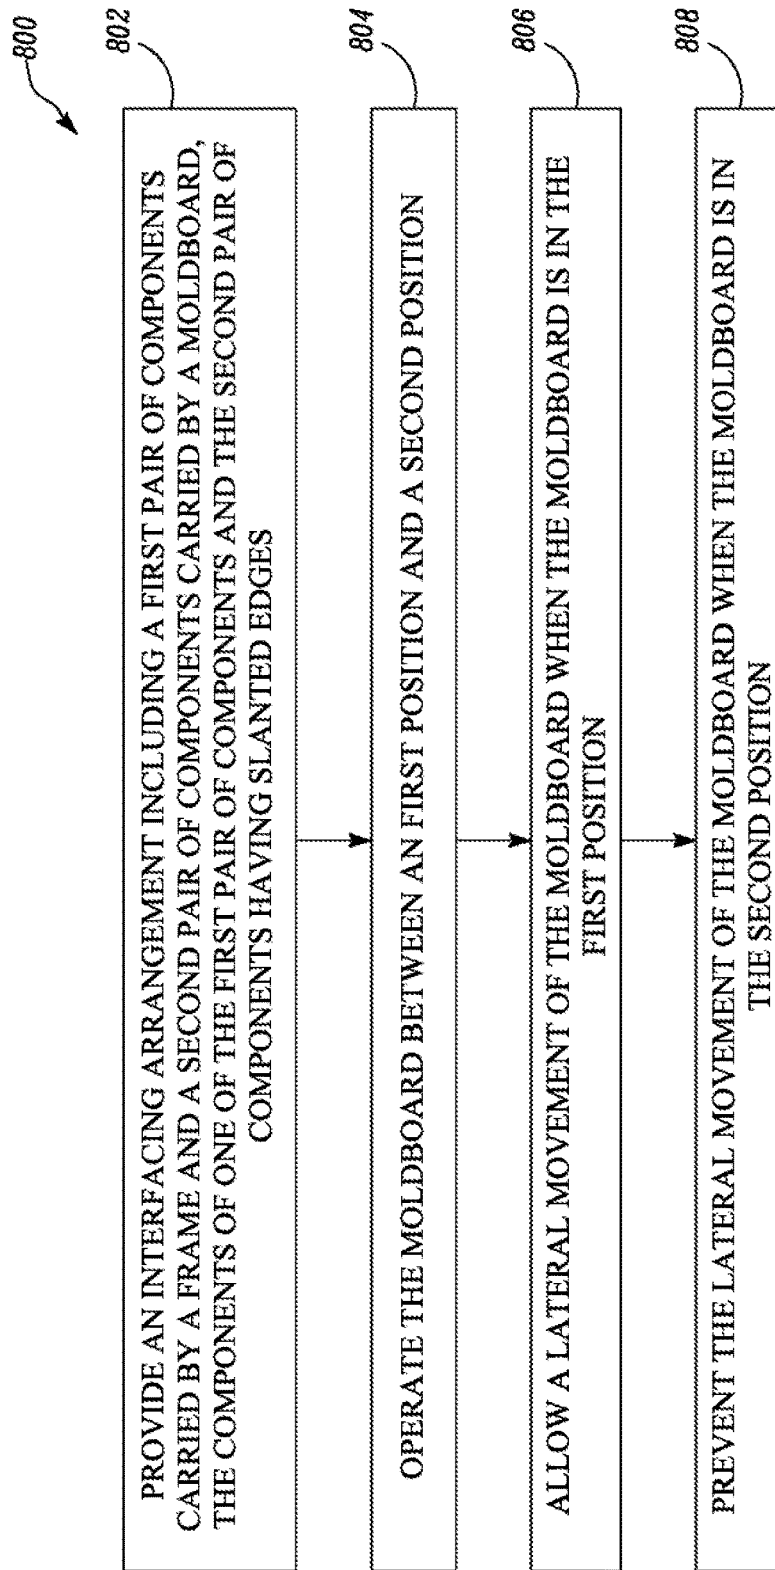 800
802
PROVIDE AN INTERFACING ARRANGEMENT INCLUDING A FIRST PAIR OF COMPONENTS
CARRIED BY A FRAME AND A SECOND PAIR OF COMPONENTS CARRIED BY A MOLDBOARD,
THE COMPONENTS OF ONE OF THE FIRST PAIR OF COMPONENTS AND THE SECOND PAIR OF
COMPONENTS HAVING SLANTED EDGES
804
OPERATE THE MOLDBOARD BETWEEN AN FIRST POSITION AND A SECOND POSITION
806
ALLOW A LATERAL MOVEMENT OF THE MOLDBOARD WHEN THE MOLDBOARD IS IN THE
FIRST POSITION
808
PREVENT THE LATERAL MOVEMENT OF THE MOLDBOARD WHEN THE MOLDBOARD IS IN
THE SECOND POSITION